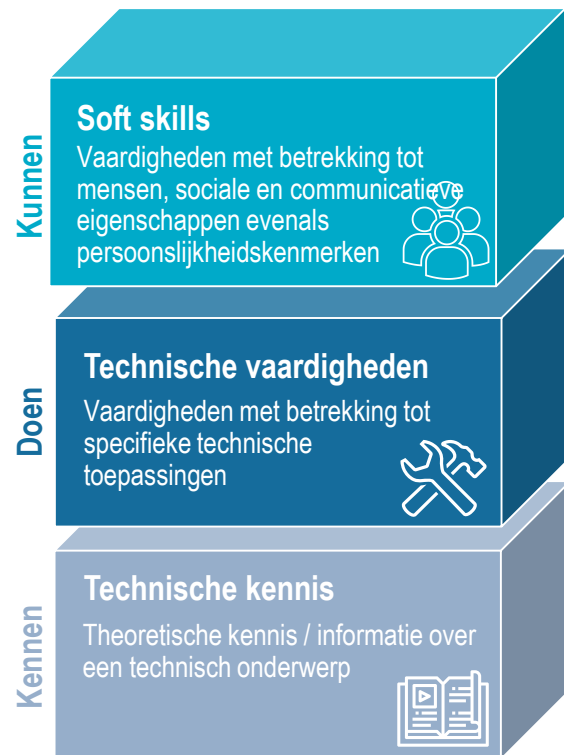 Kunnen
Soft skills
Vaardigheden met betrekking tot
mensen, sociale en communicatieve
eigenschappen evenals
persoonslijkheidskenmerken
Doen
Technische vaardigheden
Vaardigheden met betrekking tot
specifieke technische
toepassingen
Kennen
Technische kennis
Theoretische kennis / informatie over
een technisch onderwerp